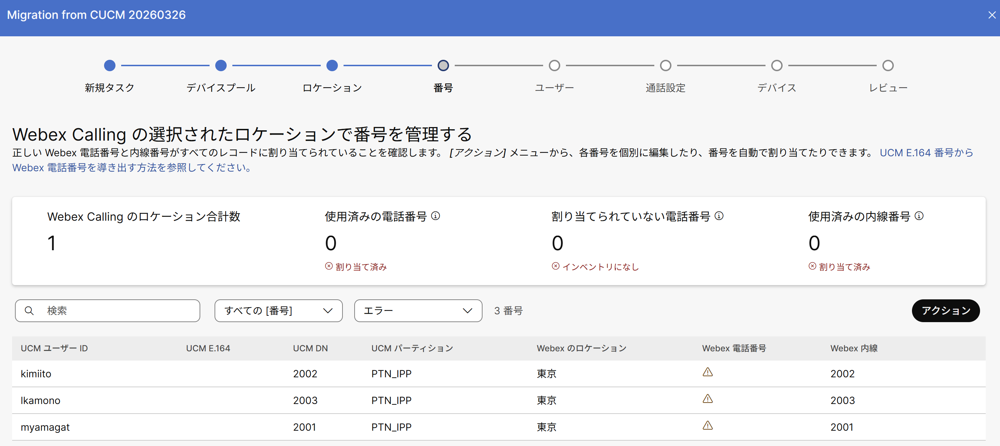 Migration from CUCM 20260326
新規タスク
デバイスプール
ロケーション
番号
ユーザー
通話設定
デバイス
レビュー
Webex Calling の選択されたロケーションで番号を管理する
正しい Webex 電話番号と内線番号がすべてのレコードに割り当てられていることを確認します。 [アクション] メニューから、各番号を個別に編集したり、番号を自動で割り当てたりできます。 UCM E.164 番号から
Webex 電話番号を導き出す方法を参照してください。
Webex Calling のロケーション合計数
1
使用済みの電話番号
0
割り当て済み
割り当てられていない電話番号
0
インベントリになし
使用済みの内線番号
0
割り当て済み
検索
すべての [番号]
エラー
3 番号
アクション
UCM ユーザー ID UCM E.164 UCM DN UCM パーティション Webex のロケーション Webex 電話番号 Webex 内線
kimiito 2002 PTN_IPP 東京 2002
lkamono 2003 PTN_IPP 東京 2003
myamagat 2001 PTN_IPP 東京 2001